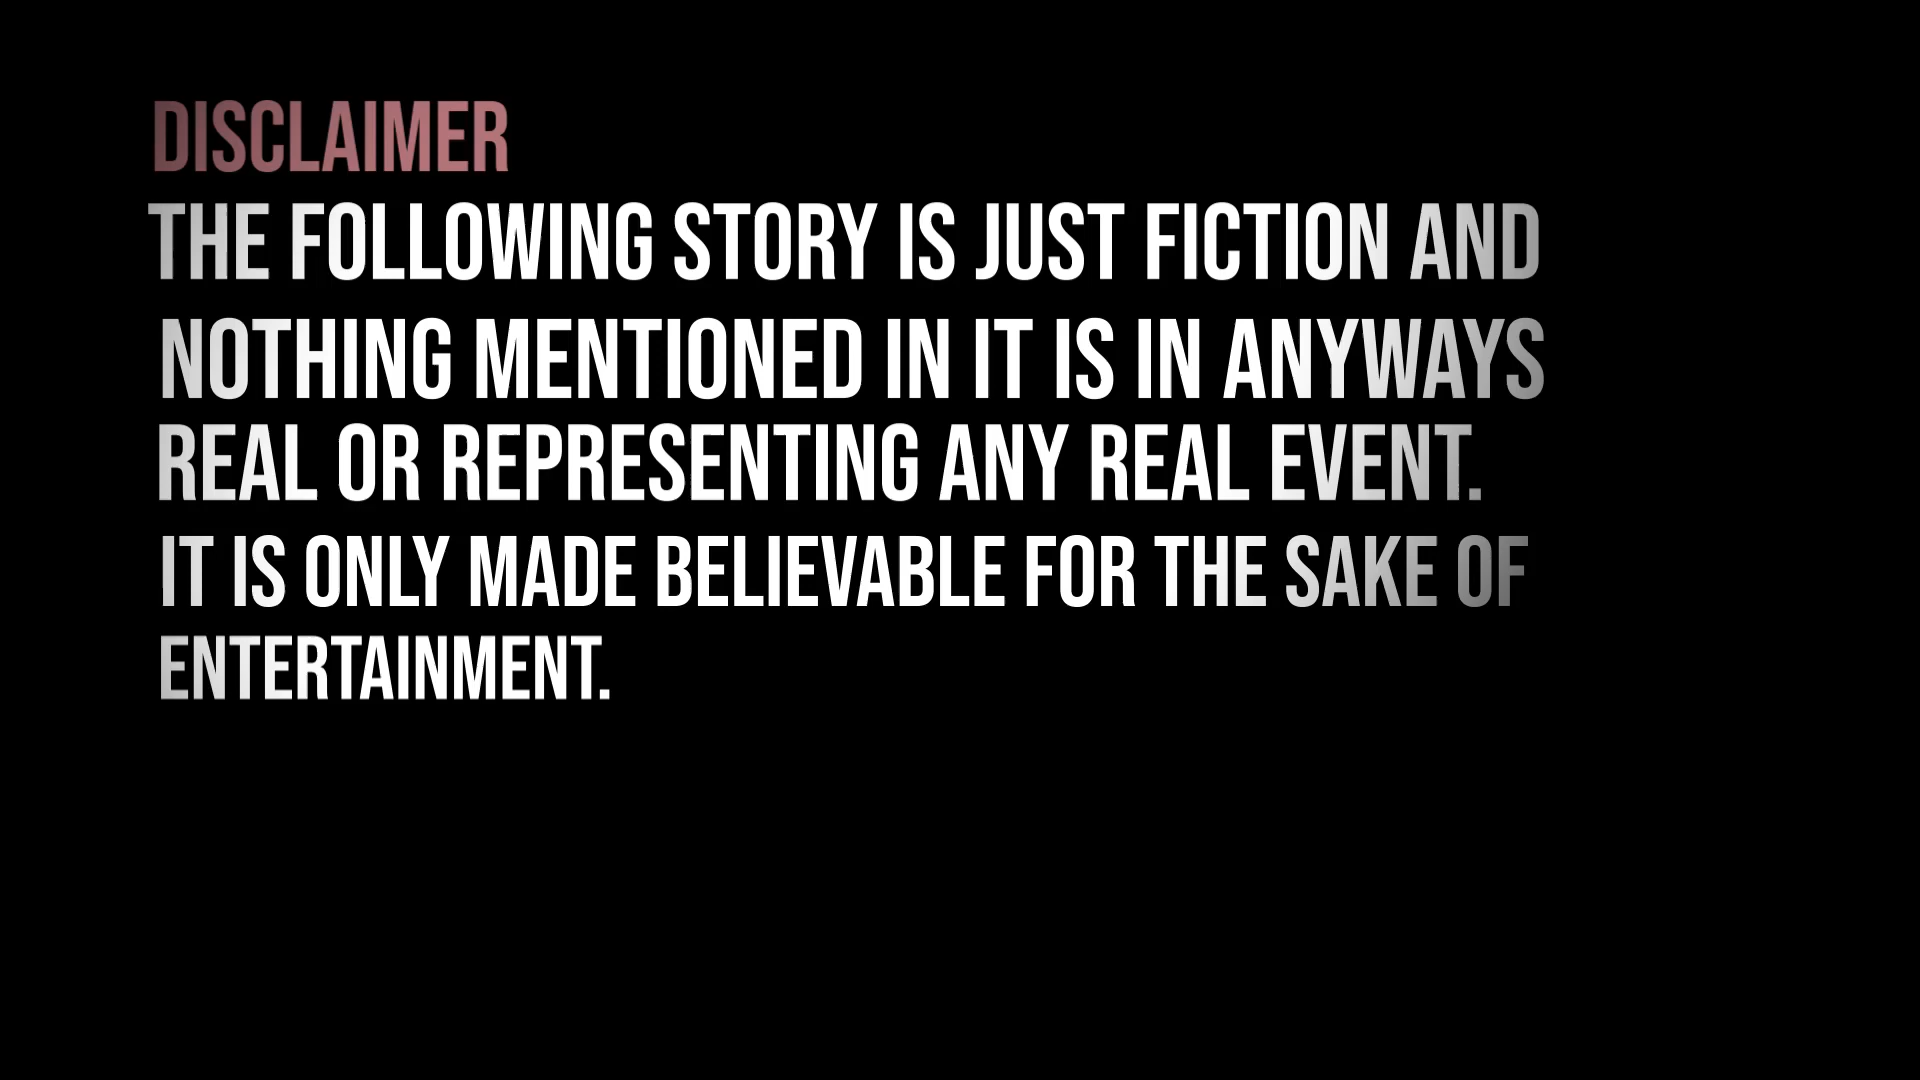 DISCLAIMER
THE FOLLOWING STORY IS JUST FICTION AND
NOTHING MENTIONED IN IT IS IN ANYWAYS
REAL OR REPRESENTING ANY REAL EVENT.
IT IS ONLY MADE BELIEVABLE FOR THE SAKE OF
ENTERTAINMENT.